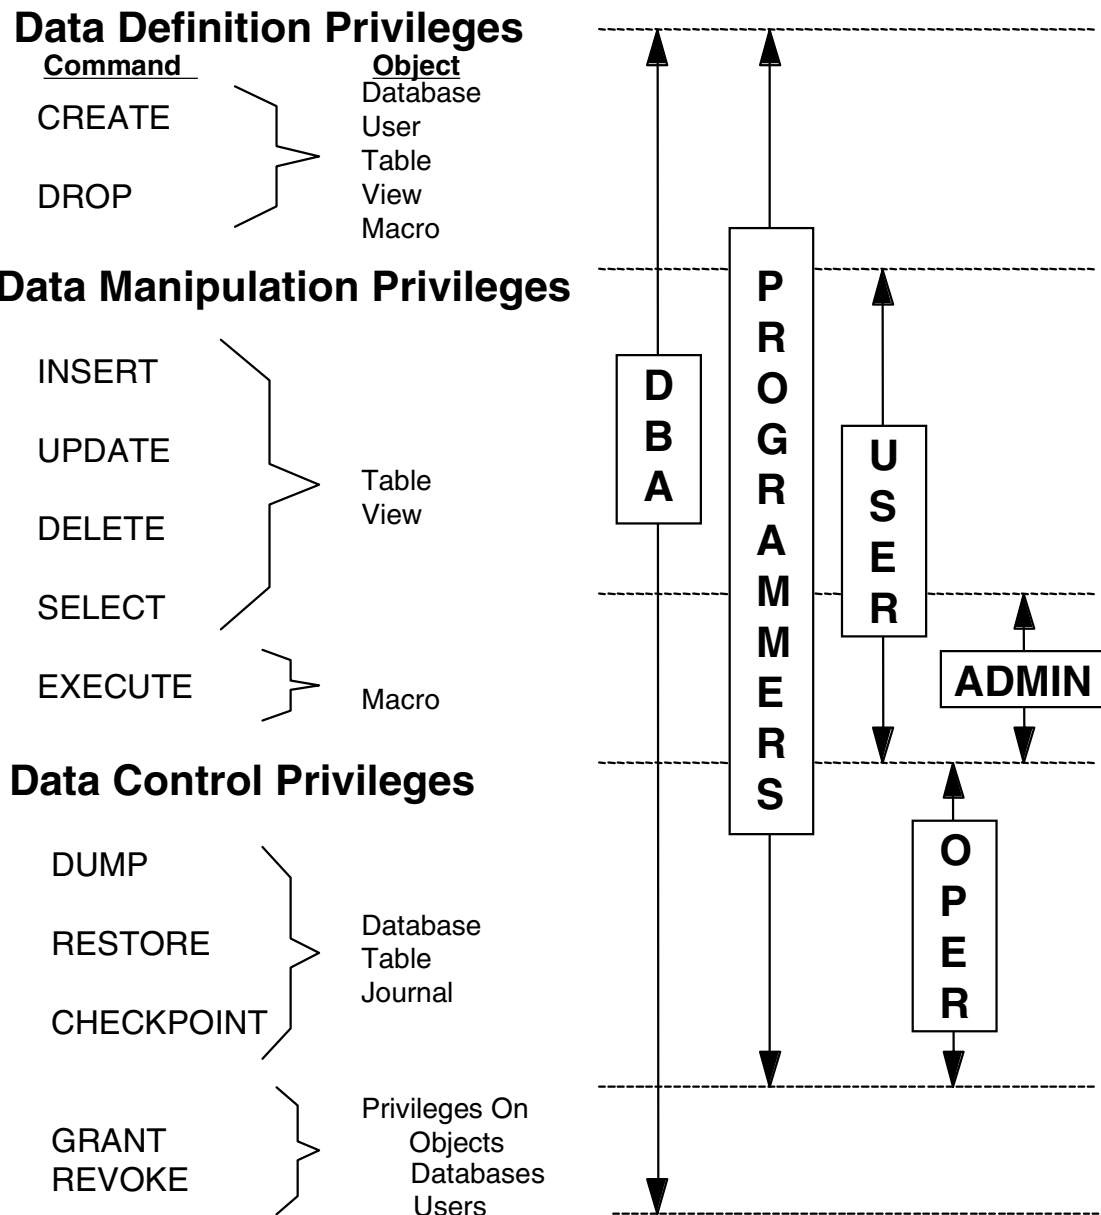 Data Definition Privileges
Command Object
CREATE
DROP
Database
User
Table
View
Macro
Data Manipulation Privileges
INSERT
UPDATE
DELETE
SELECT
Table
View
EXECUTE
Macro
Data Control Privileges
DUMP
RESTORE
CHECKPOINT
Database
Table
Journal
GRANT
REVOKE
Privileges On
Objects
Databases
Users
DBA
PROGRAMMERS
USER
ADMIN
OPER